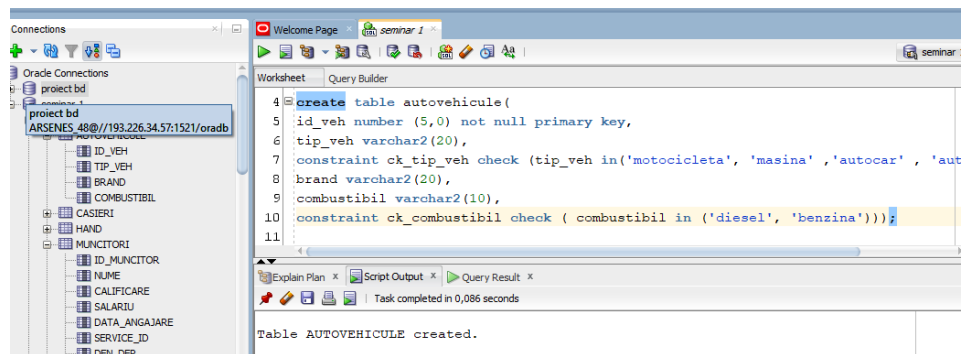 Connections
Welcome Page
seminar 1
seminar
Oracle Connections
Worksheet
Query Builder
proiect bd
proiect bd
ARSENES_48@//193.226.34.57:1521/oradb
ID_VEH
TIP_VEH
BRAND
COMBUSTIBIL
CASIERI
HAND
MUNCITORI
ID_MUNCITOR
NUME
CALIFICARE
SALARIU
DATA_ANGAJARE
SERVICE_ID
4 create table autovehicule(
5 id_veh number (5,0) not null primary key,
6 tip_veh varchar2(20),
7 constraint ck_tip_veh check (tip_veh in('motocicleta', 'masina' ,'autocar' , 'aut
8 brand varchar2(20),
9 combustibil varchar2(10),
10 constraint ck_combustibil check ( combustibil in ('diesel', 'benzina')));
11
Explain Plan x
Script Output x
Query Result x
Task completed in 0,086 seconds
Table AUTOVEHICULE created.